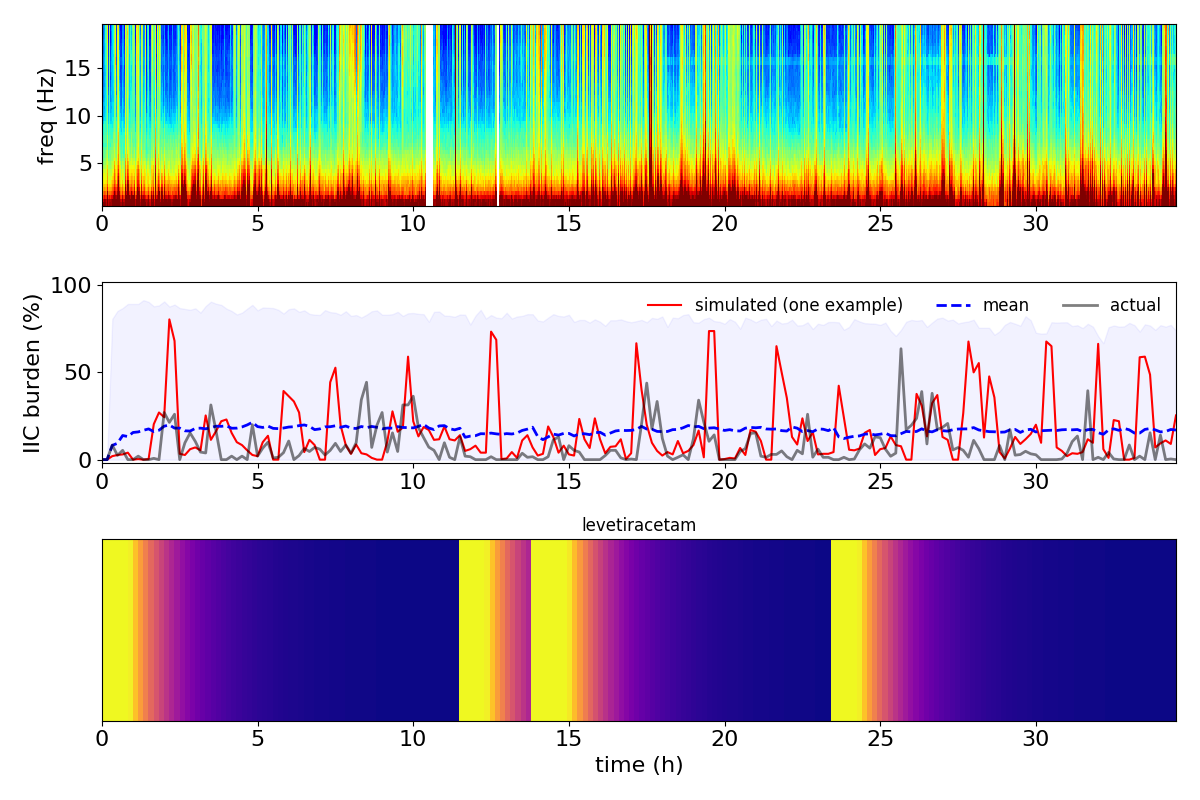 freq (Hz)
15
10
5
0 5 10 15 20 25 30
IIC burden (%)
100
50
0
simulated (one example) mean actual
0 5 10 15 20 25 30
levetiracetam
0 5 10 15 20 25 30
time (h)